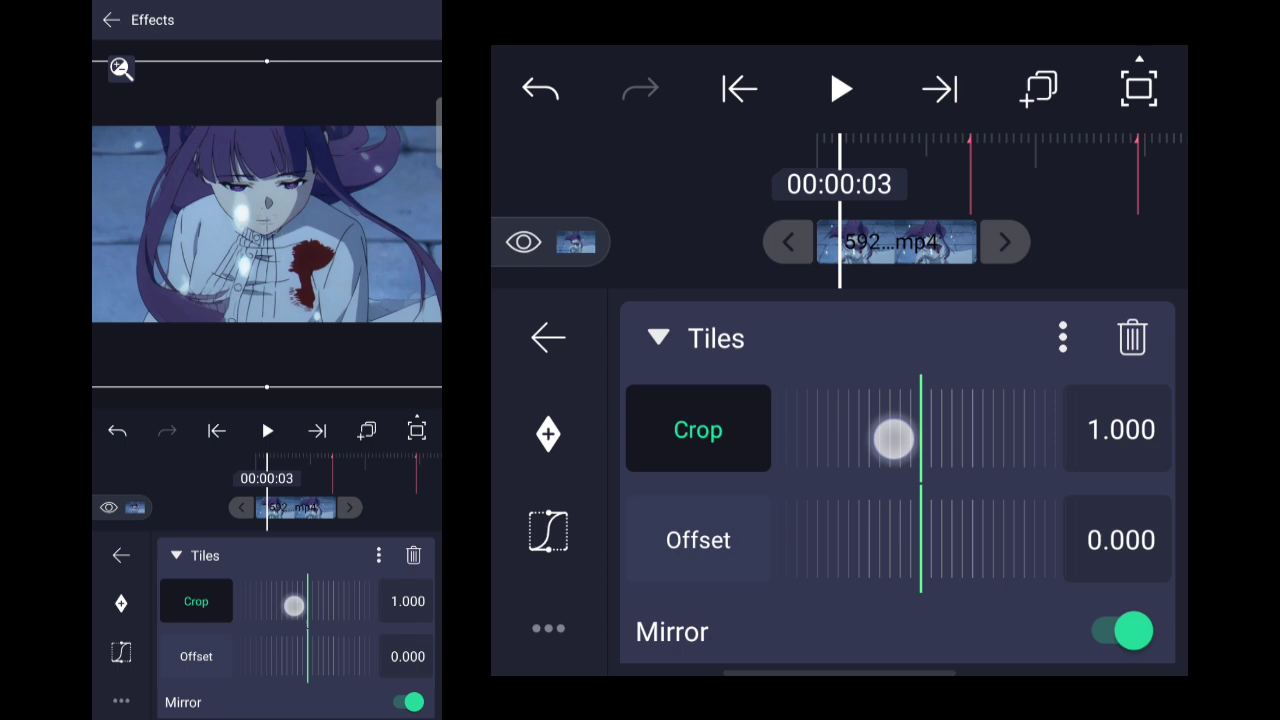 Effects
00:00:03
592...mp4
Tiles
Crop
1.000
Offset
0.000
Mirror
00:00:03
592...mp4
Tiles
Crop
1.000
Offset
0.000
Mirror